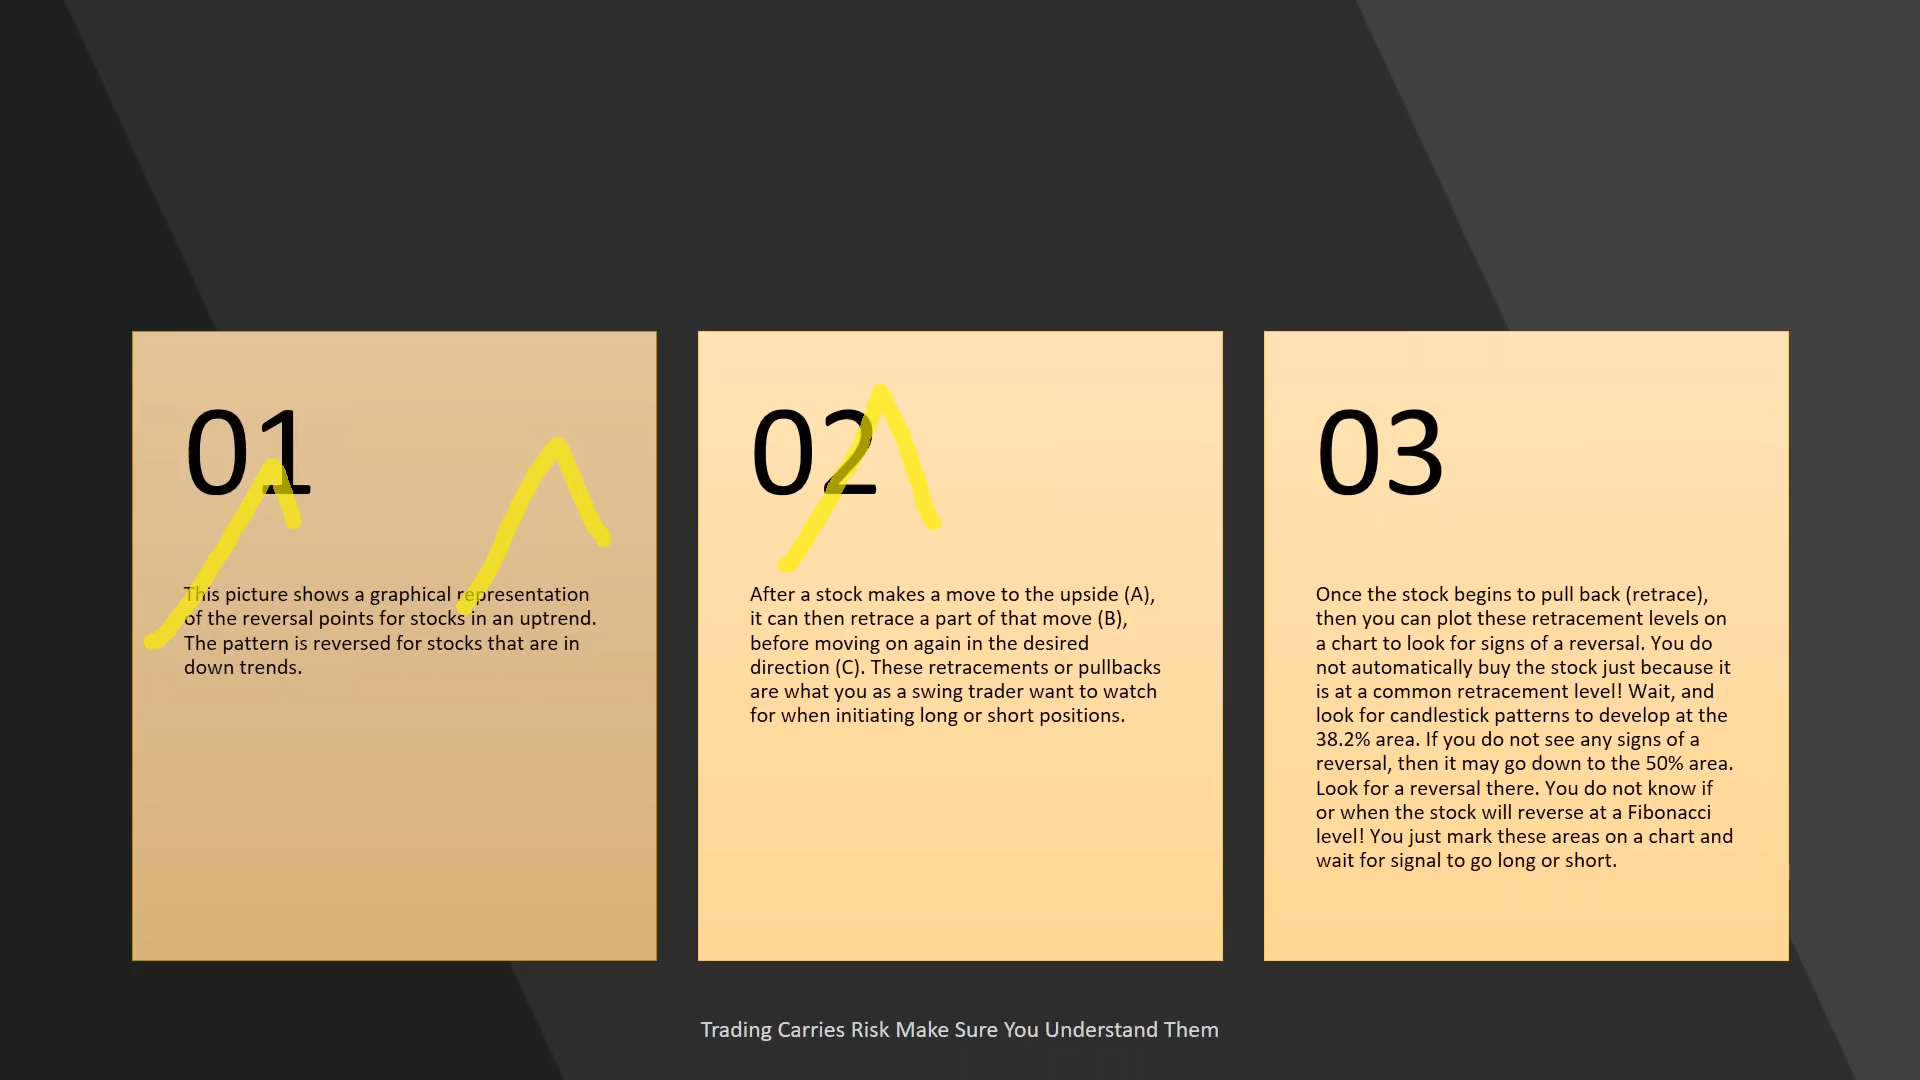 01
This picture shows a graphical representation
of the reversal points for stocks in an uptrend.
The pattern is reversed for stocks that are in
down trends.
02
After a stock makes a move to the upside (A),
it can then retrace a part of that move (B),
before moving on again in the desired
direction (C). These retracements or pullbacks
are what you as a swing trader want to watch
for when initiating long or short positions.
03
Once the stock begins to pull back (retrace),
then you can plot these retracement levels on
a chart to look for signs of a reversal. You do
not automatically buy the stock just because it
is at a common retracement level! Wait, and
look for candlestick patterns to develop at the
38.2% area. If you do not see any signs of a
reversal, then it may go down to the 50% area.
Look for a reversal there. You do not know if
or when the stock will reverse at a Fibonacci
level! You just mark these areas on a chart and
wait for signal to go long or short.
Trading Carries Risk Make Sure You Understand Them